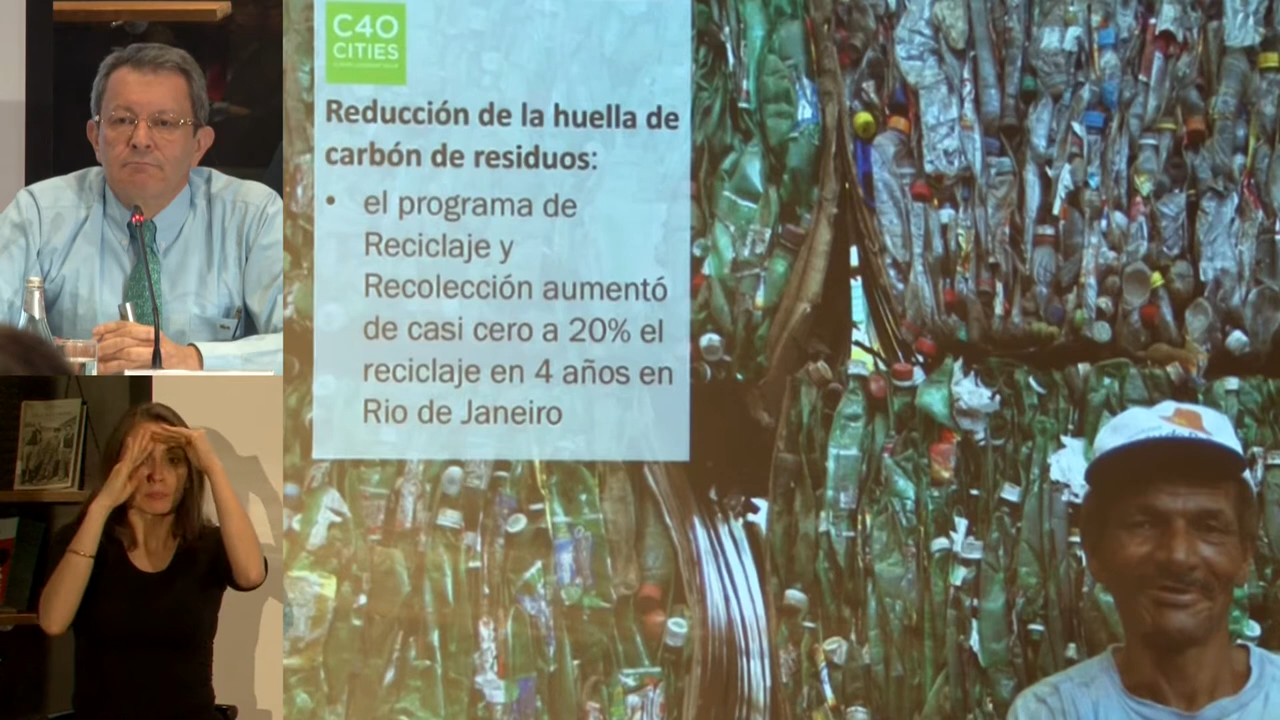 C40
CITIES
Reducción de la huella de
carbón de residuos:
• el programa de
Reciclaje y
Recolección aumentó
de casi cero a 20% el
reciclaje en 4 años en
Rio de Janeiro